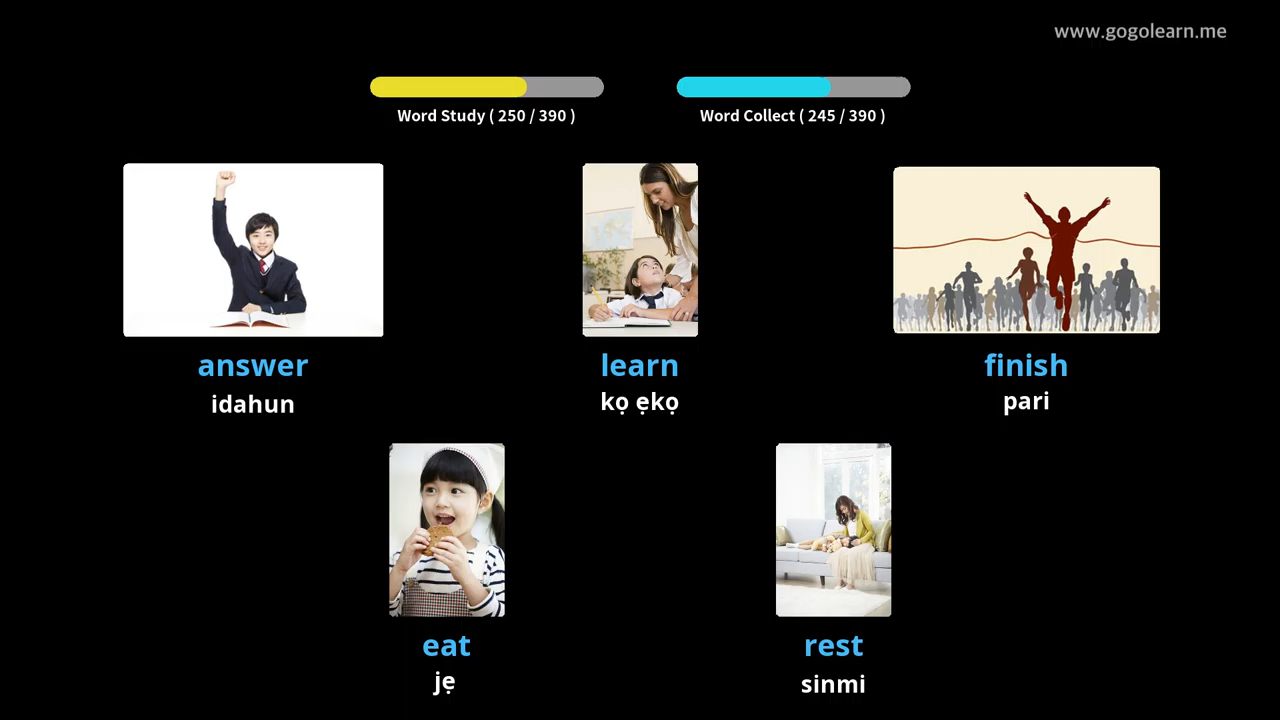 www.gogolearn.me
Word Study ( 250 / 390 )
Word Collect ( 245 / 390 )
answer
idahun
learn
kọ ẹkọ
finish
pari
eat
jẹ
rest
sinmi